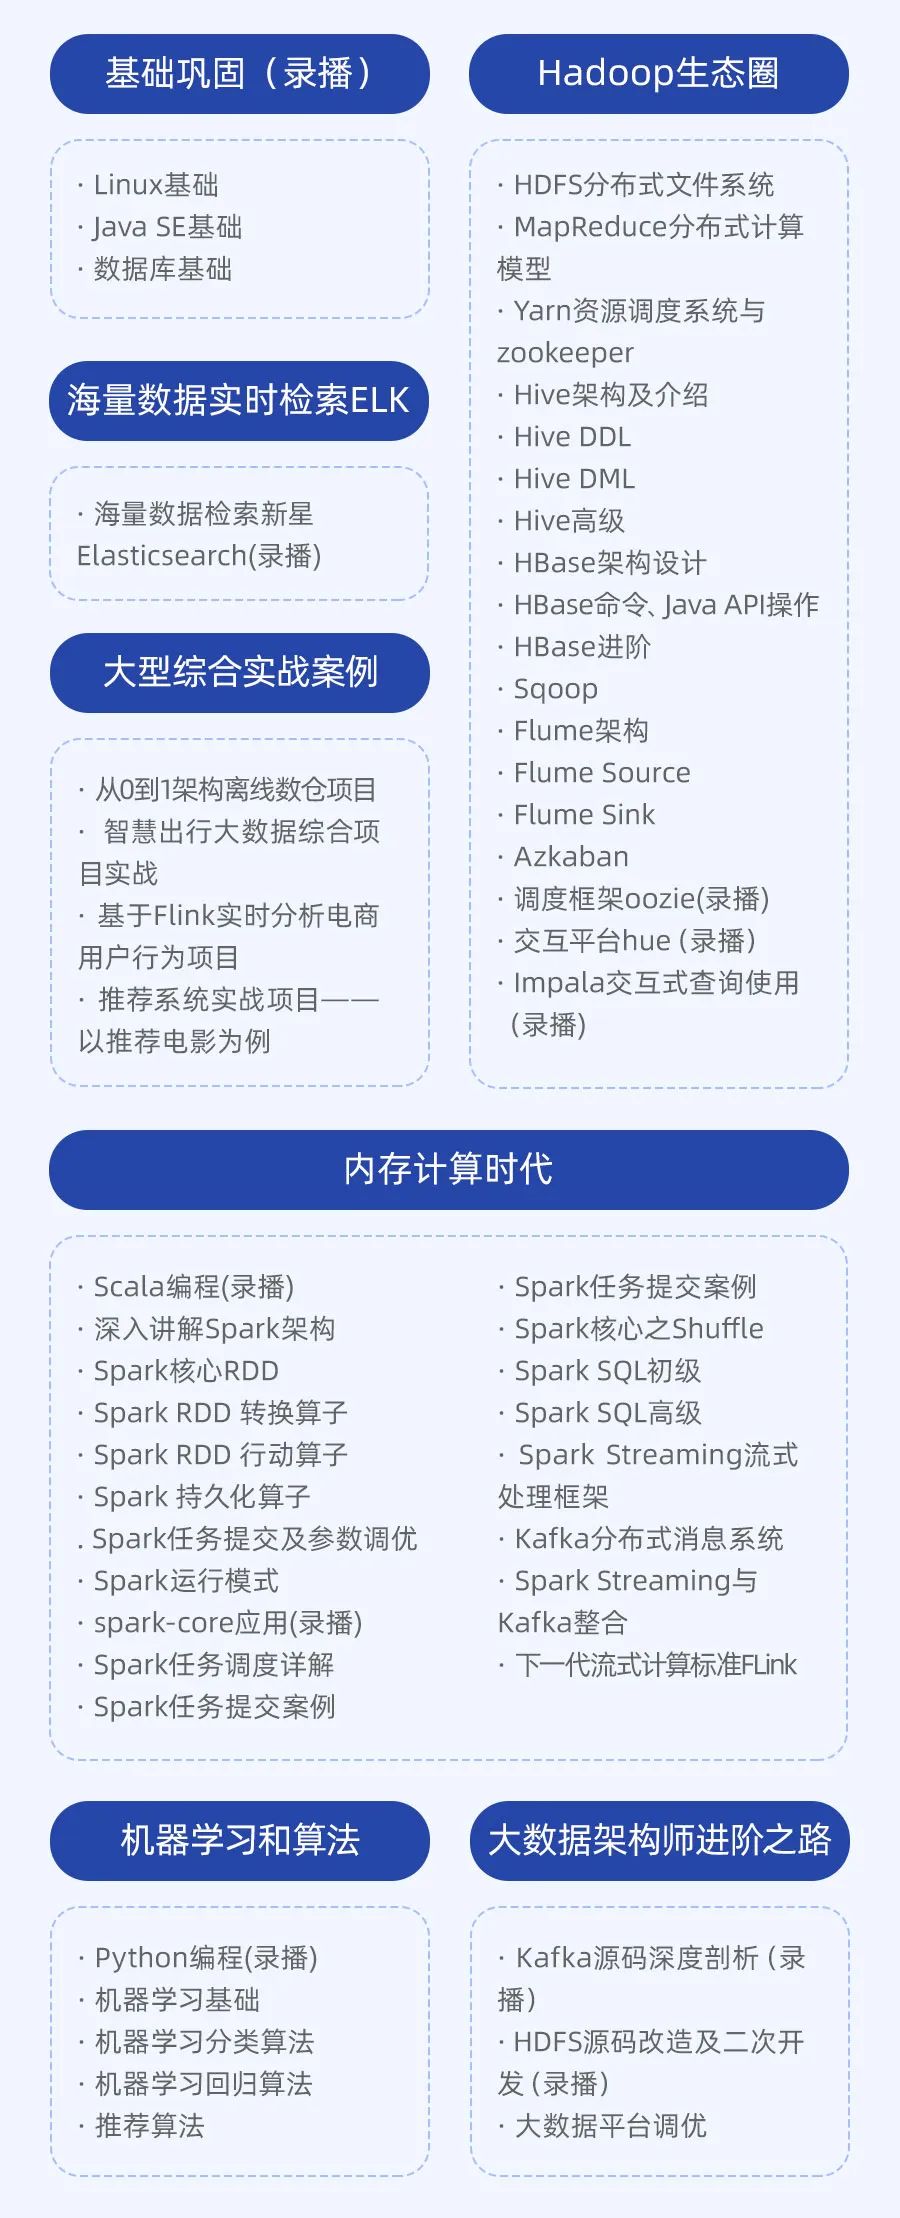 基础巩固（录播）
· Linux基础
· Java SE基础
· 数据库基础
海量数据实时检索ELK
· 海量数据检索新星
Elasticsearch(录播)
大型综合实战案例
· 从0到1架构离线数仓项目
· 智慧出行大数据综合项
目实战
· 基于Flink实时分析电商
用户行为项目
· 推荐系统实战项目——
以推荐电影为例
Hadoop生态圈
· HDFS分布式文件系统
· MapReduce分布式计算
模型
· Yarn资源调度系统与
zookeeper
· Hive架构及介绍
· Hive DDL
· Hive DML
· Hive高级
· HBase架构设计
· HBase命令、Java API操作
· HBase进阶
· Sqoop
· Flume架构
· Flume Source
· Flume Sink
· Azkaban
· 调度框架oozie(录播)
· 交互平台hue（录播）
· Impala交互式查询使用
（录播)
内存计算时代
· Scala编程(录播)
· 深入讲解Spark架构
· Spark核心RDD
· Spark RDD 转换算子
· Spark RDD 行动算子
· Spark 持久化算子
. Spark任务提交及参数调优
· Spark运行模式
· spark-core应用(录播)
· Spark任务调度详解
· Spark任务提交案例
· Spark任务提交案例
· Spark核心之Shuffle
· Spark SQL初级
· Spark SQL高级
· Spark Streaming流式
处理框架
· Kafka分布式消息系统
· Spark Streaming与
Kafka整合
· 下一代流式计算标准FLink
机器学习和算法
· Python编程(录播)
· 机器学习基础
· 机器学习分类算法
· 机器学习回归算法
· 推荐算法
大数据架构师进阶之路
· Kafka源码深度剖析（录
播）
· HDFS源码改造及二次开
发（录播）
· 大数据平台调优